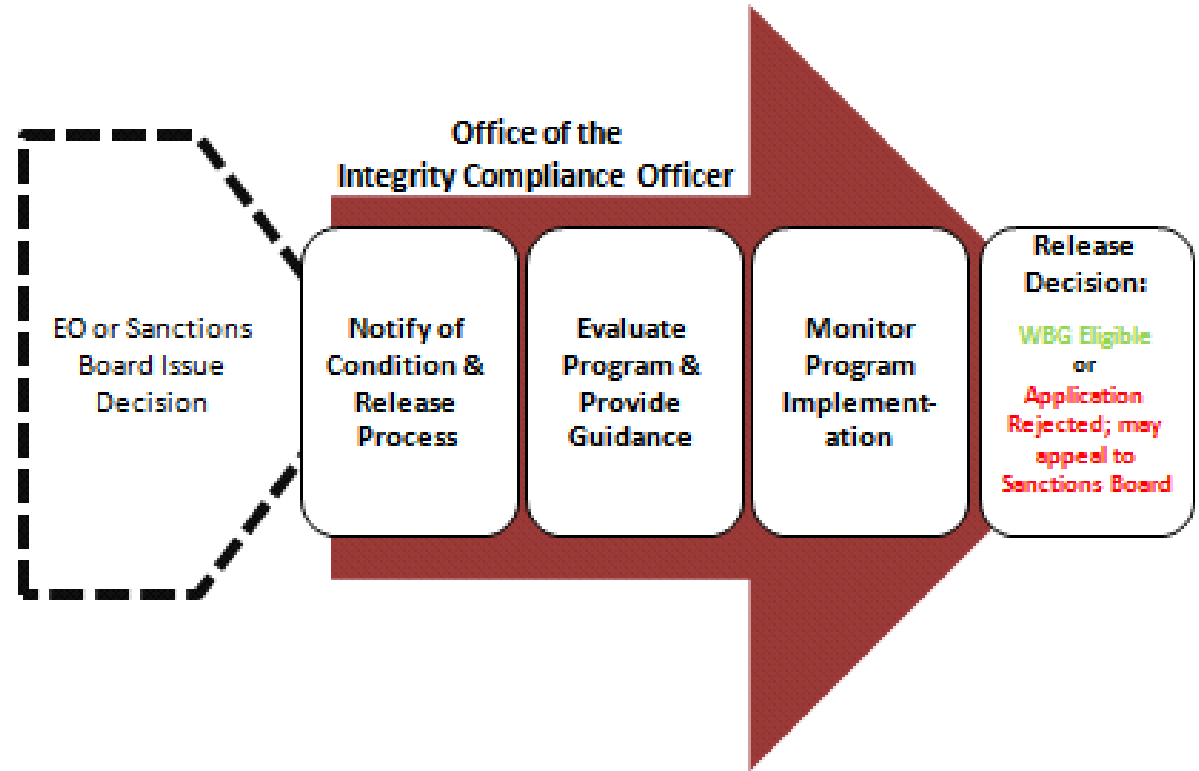 Office of the
Integrity Compliance Officer
EO or Sanctions
Board Issue
Decision
Notify of
Condition &
Release
Process
Evaluate
Program &
Provide
Guidance
Monitor
Program
Implement-
ation
Release
Decision:
WBG Eligible
or
Application
Rejected; may
appeal to
Sanctions Board